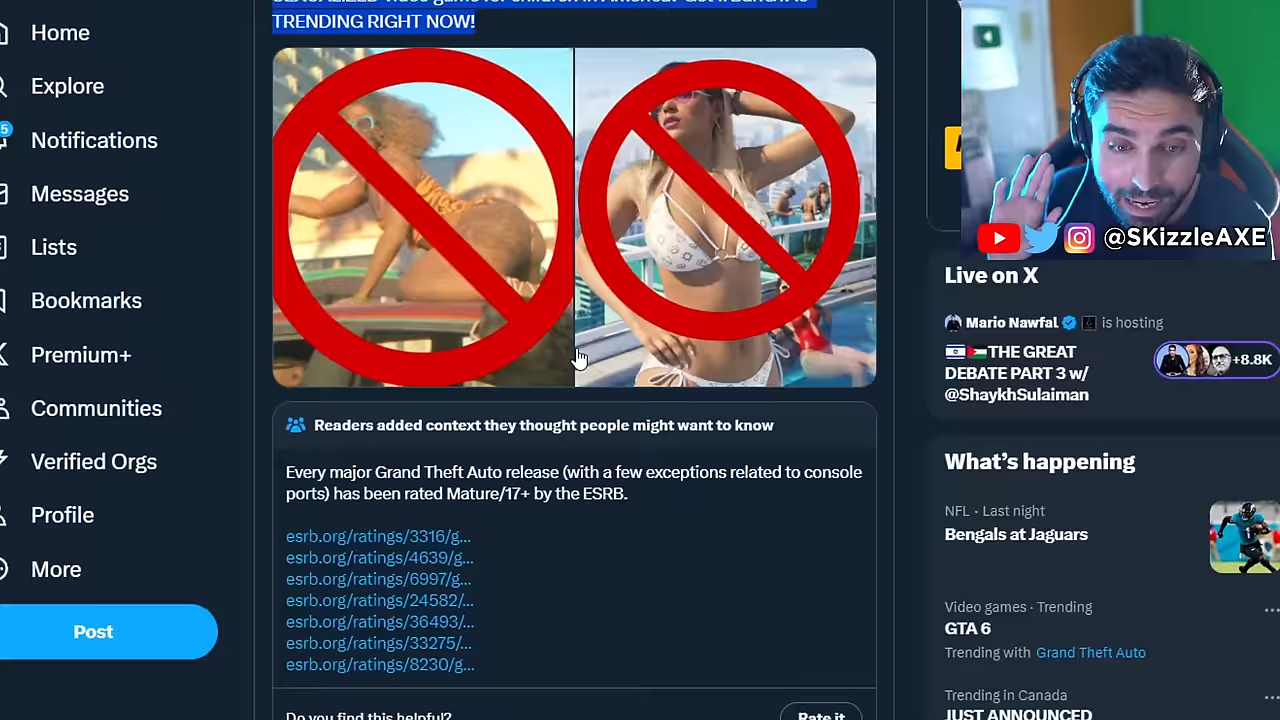 TRENDING RIGHT NOW!
Home
Explore
5
Notifications
Messages
Lists
Bookmarks
Premium+
Communities
Verified Orgs
Profile
More
Post
Readers added context they thought people might want to know
Every major Grand Theft Auto release (with a few exceptions related to console
ports) has been rated Mature/17+ by the ESRB.
esrb.org/ratings/3316/g...
esrb.org/ratings/4639/g...
esrb.org/ratings/6997/g...
esrb.org/ratings/24582/...
esrb.org/ratings/36493/...
esrb.org/ratings/33275/...
esrb.org/ratings/8230/g...
Do you find this helpful?
Rate it
@SKizzleAXE
Live on X
Mario Nawfal is hosting
THE GREAT
DEBATE PART 3 w/
@ShaykhSulaiman
+8.8K
What's happening
NFL · Last night
Bengals at Jaguars
Video games · Trending
GTA 6
Trending with Grand Theft Auto
Trending in Canada
JUST ANNOUNCED